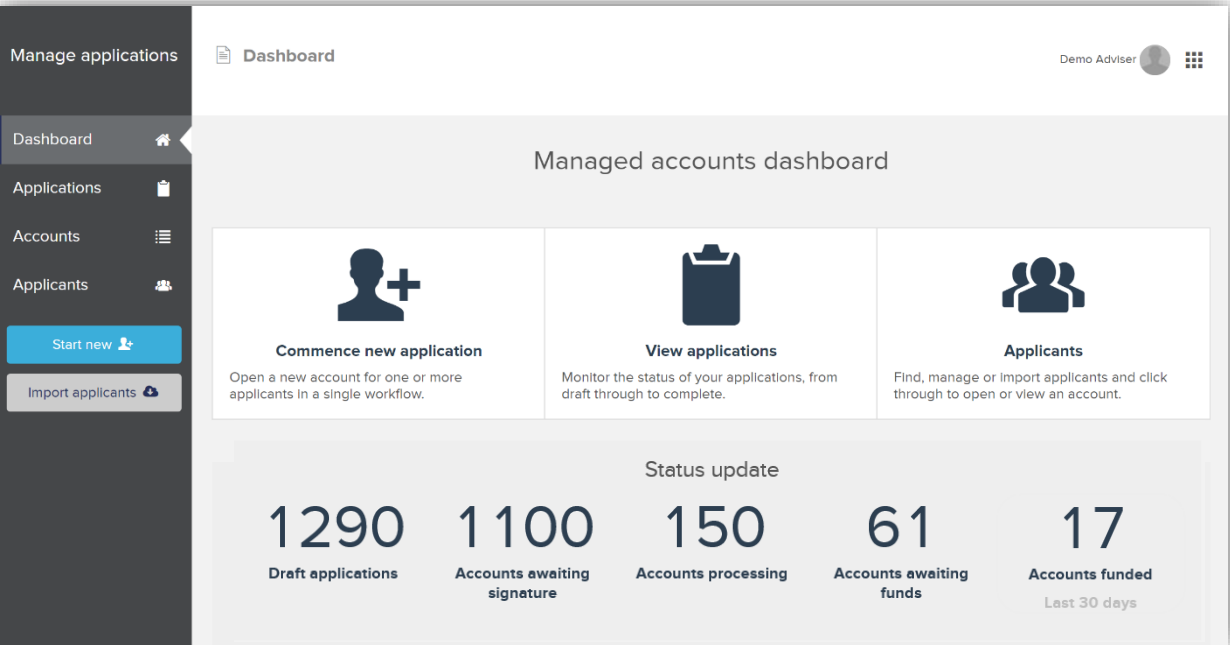 Manage applications
Dashboard
Demo Adviser
Dashboard
Applications
Accounts
Applicants
Start new
Import applicants
Managed accounts dashboard
Commence new application
Open a new account for one or more
applicants in a single workflow.
View applications
Monitor the status of your applications, from
draft through to complete.
Applicants
Find, manage or import applicants and click
through to open or view an account.
Status update
1290
Draft applications
1100
Accounts awaiting
signature
150
Accounts processing
61
Accounts awaiting
funds
17
Accounts funded
Last 30 days